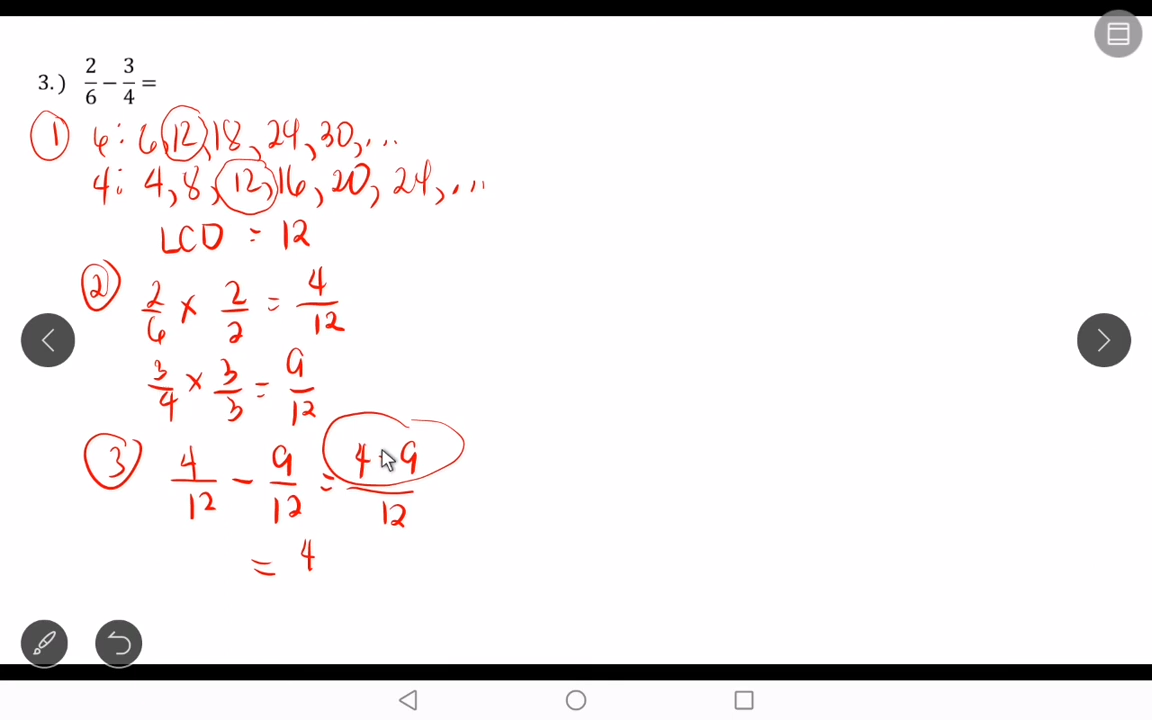 3.) 2/6 − 3/4 =
① 6: 6, 12, 18, 24, 30, ...
4: 4, 8, 12, 16, 20, 24, ...
LCD = 12
② 2/6 × 2/2 = 4/12
3/4 × 3/3 = 9/12
③ 4/12 − 9/12 = 4-9/12
= 4